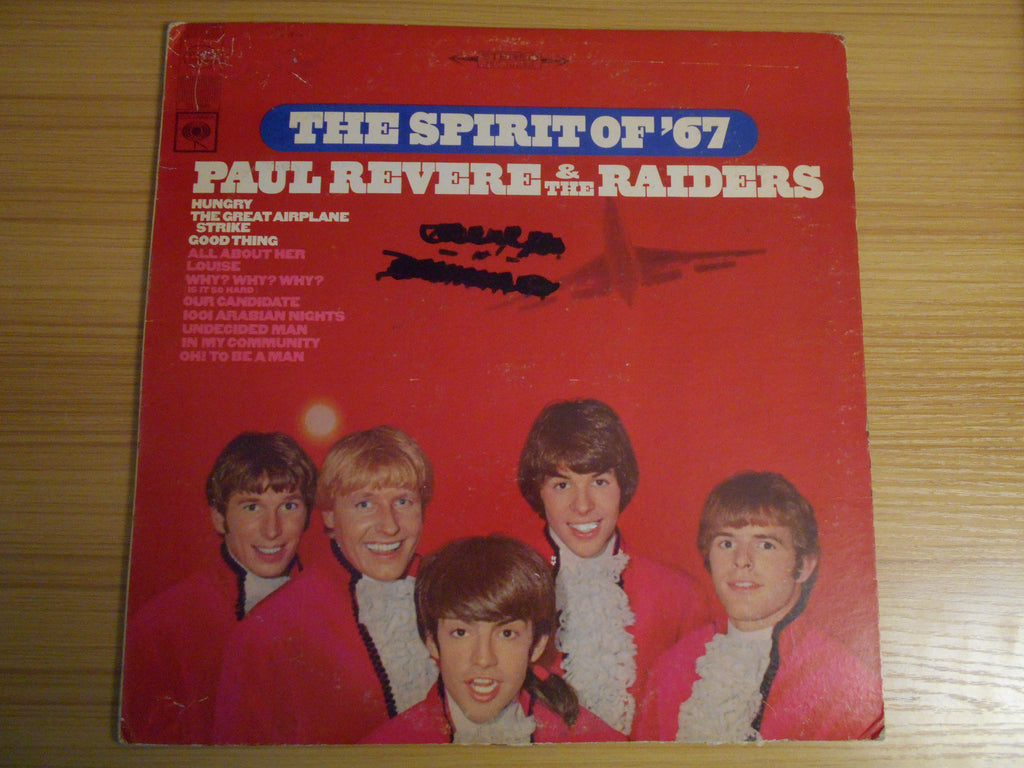 STEREO
THE SPIRIT OF '67
PAUL REVERE & THE RAIDERS
HUNGRY
THE GREAT AIRPLANE
STRIKE
GOOD THING
ALL ABOUT HER
LOUISE
WHY? WHY? WHY?
IS IT SO HARD
OUR CANDIDATE
1001 ARABIAN NIGHTS
UNDECIDED MAN
IN MY COMMUNITY
OH! TO BE A MAN